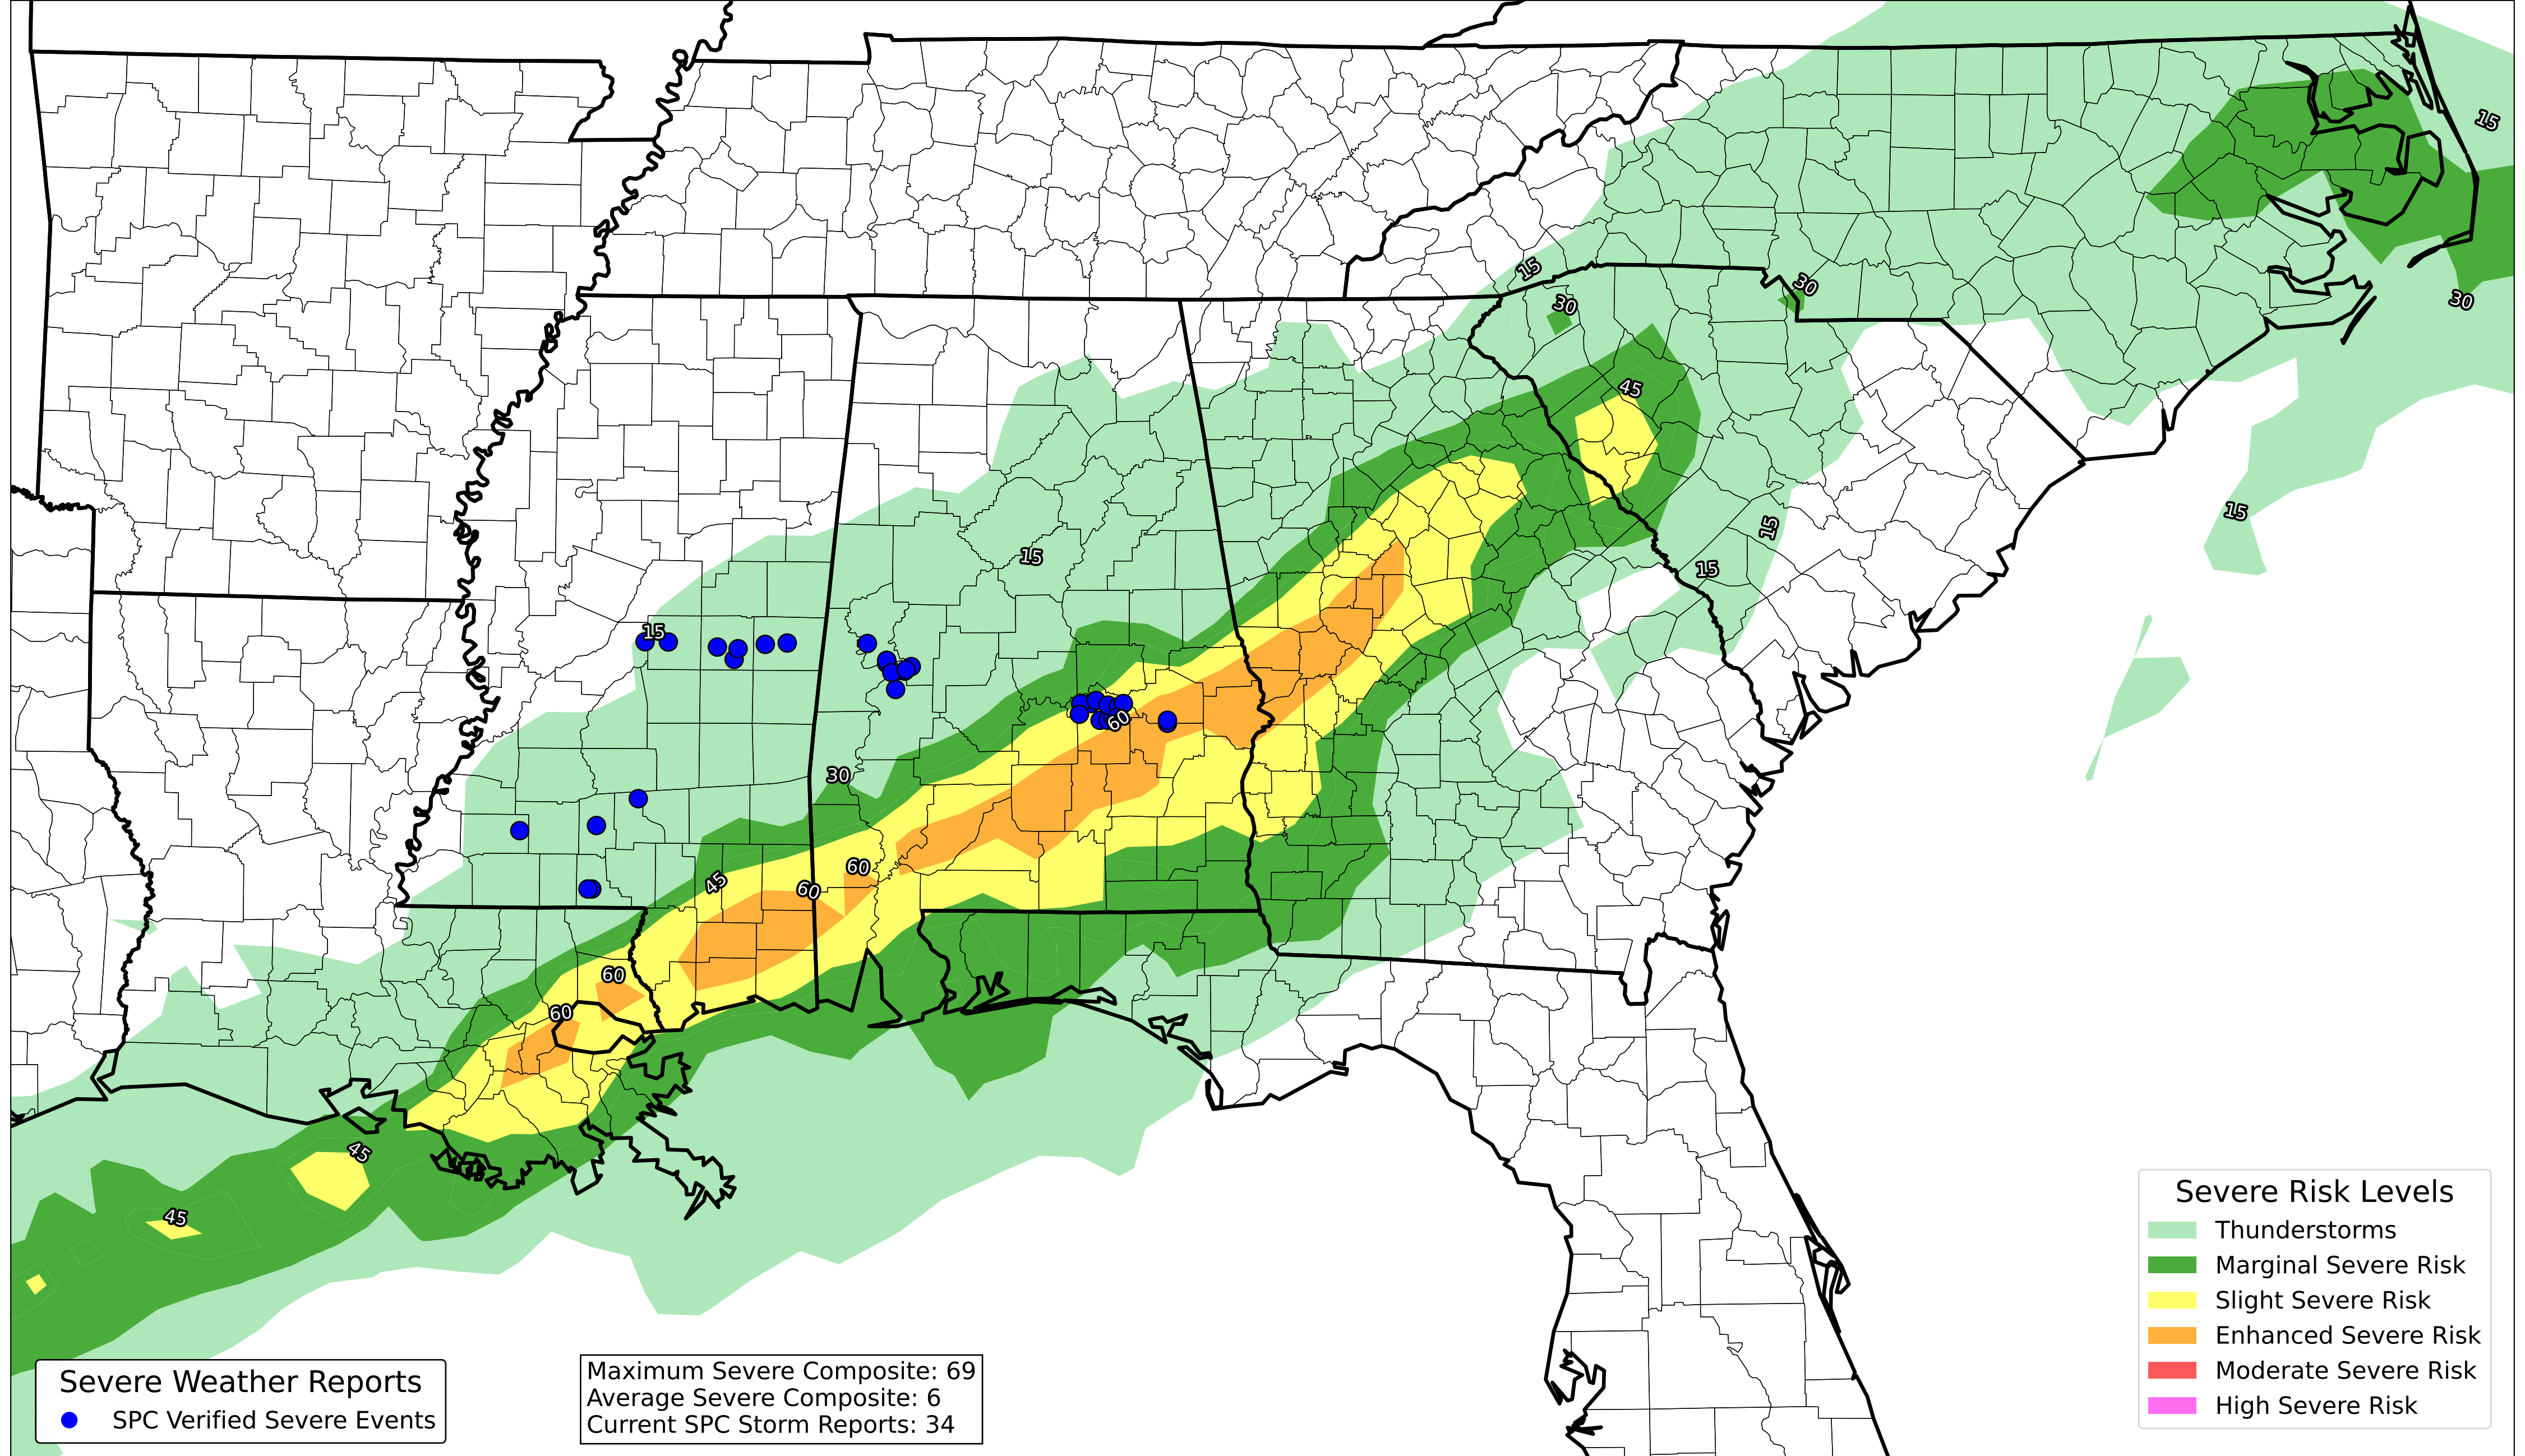 15
30
15
30
30
45
15
15
15
15
15
60
30
60
60
45
60
60
45
45
Severe Risk Levels
Thunderstorms
Marginal Severe Risk
Slight Severe Risk
Enhanced Severe Risk
Moderate Severe Risk
High Severe Risk
Severe Weather Reports
SPC Verified Severe Events
Maximum Severe Composite: 69
Average Severe Composite: 6
Current SPC Storm Reports: 34